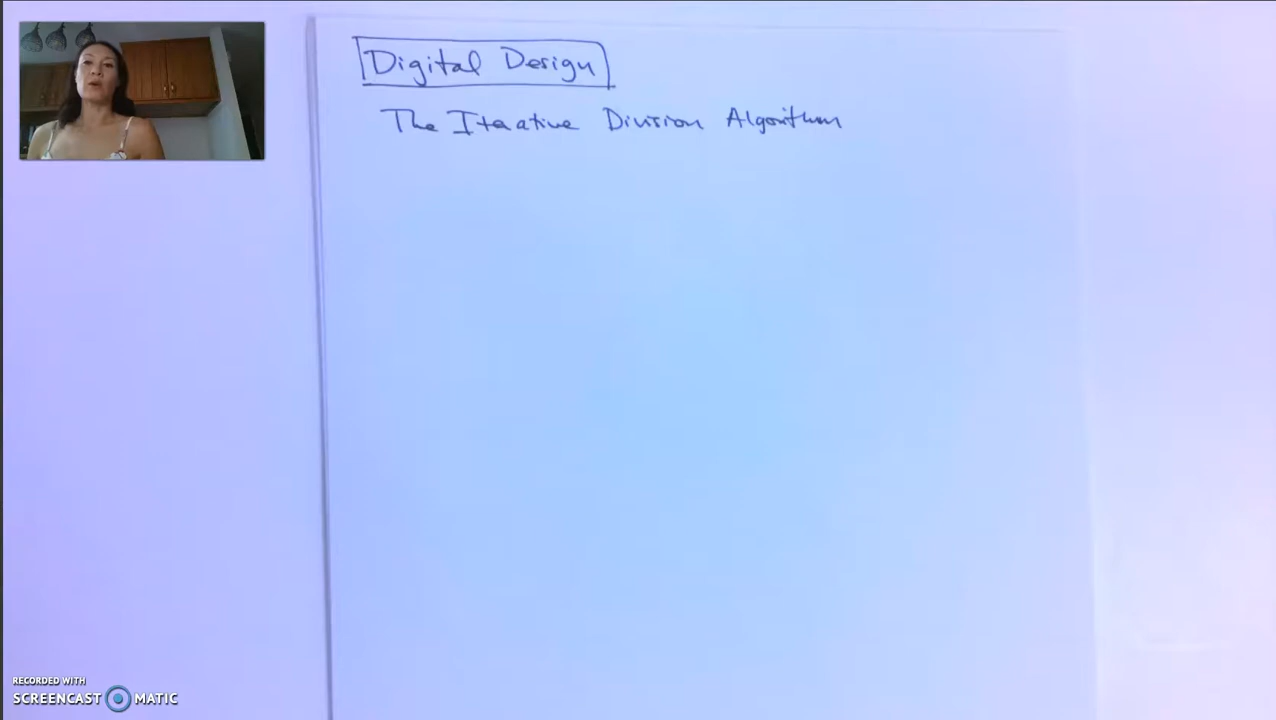 Digital Design
The Iterative Division Algorithm
RECORDED WITH
SCREENCAST MATIC